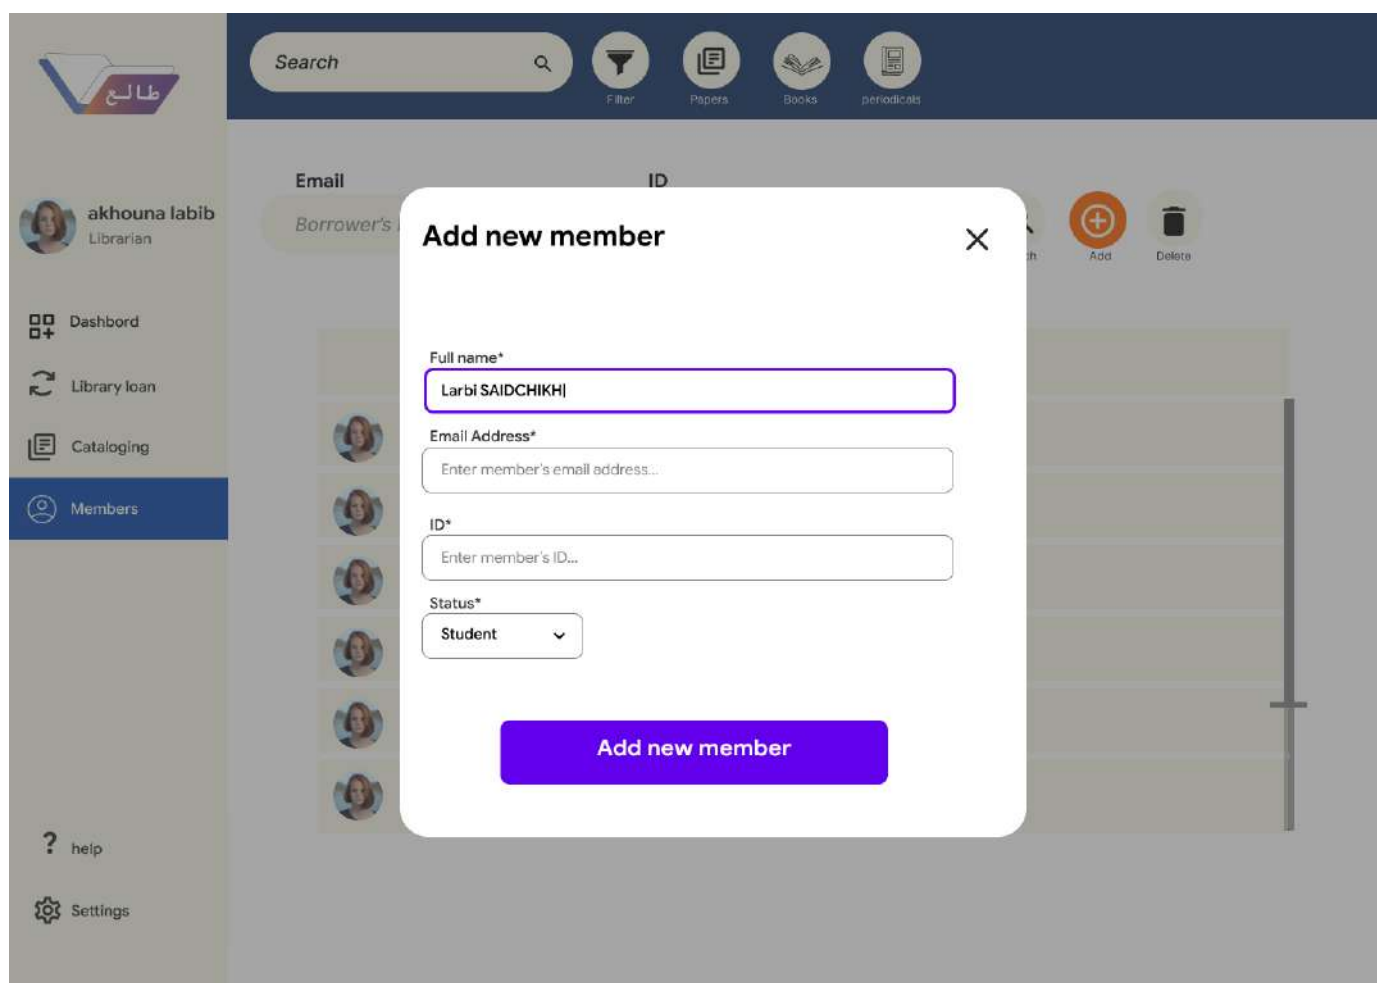 طالع
Search
Filter
Papers
Books
periodicals
akhouna labib
Librarian
Dashbord
Library loan
Cataloging
Members
help
Settings
Email
ID
Borrower's
Add
Delete
Add new member
Full name*
Larbi SAIDCHIKH
Email Address*
Enter member's email address...
ID*
Enter member's ID...
Status*
Student
Add new member